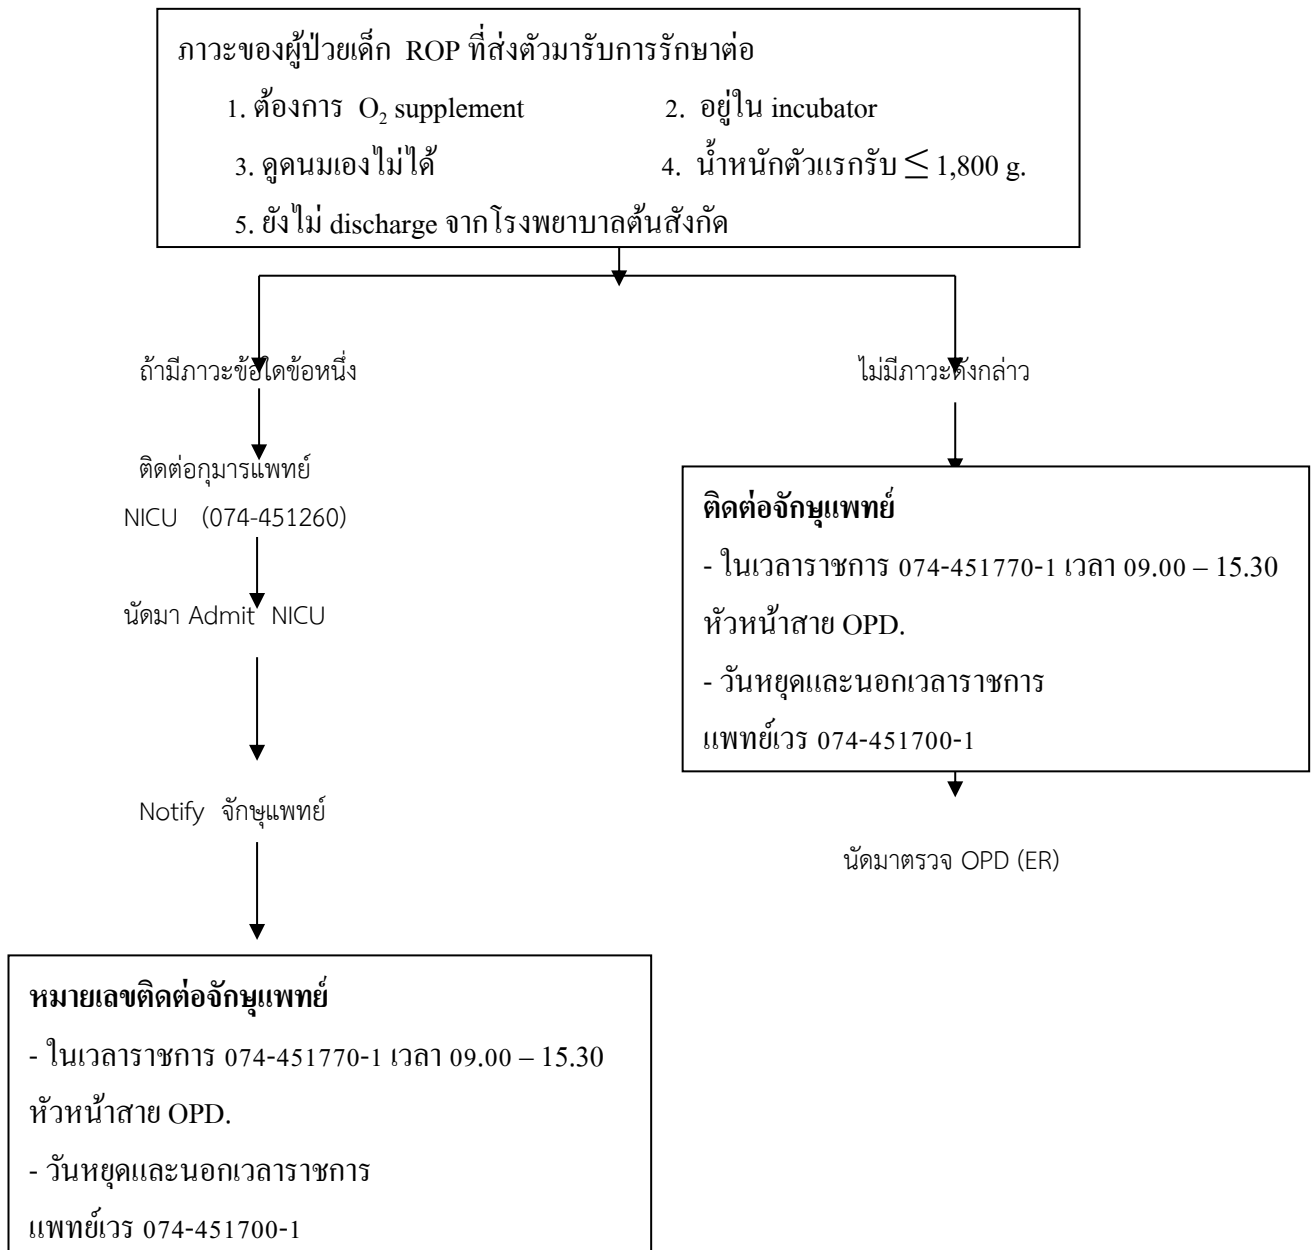 ภาวะของผู้ป่วยเด็ก ROP ที่ส่งตัวมารับการรักษาต่อ
1. ต้องการ O₂ supplement 2. อยู่ใน incubator
3. ดูดนมเองไม่ได้ 4. น้ำหนักตัวแรกรับ ≤ 1,800 g.
5. ยังไม่ discharge จากโรงพยาบาลต้นสังกัด
ถ้ามีภาวะข้อใดข้อหนึ่ง
ติดต่อกุมารแพทย์
NICU (074-451260)
นัดมา Admit NICU
Notify จักษุแพทย์
หมายเลขติดต่อจักษุแพทย์
- ในเวลาราชการ 074-451770-1 เวลา 09.00 – 15.30
หัวหน้าสาย OPD.
- วันหยุดและนอกเวลาราชการ
แพทย์เวร 074-451700-1
ไม่มีภาวะดังกล่าว
ติดต่อจักษุแพทย์
- ในเวลาราชการ 074-451770-1 เวลา 09.00 – 15.30
หัวหน้าสาย OPD.
- วันหยุดและนอกเวลาราชการ
แพทย์เวร 074-451700-1
นัดมาตรวจ OPD (ER)